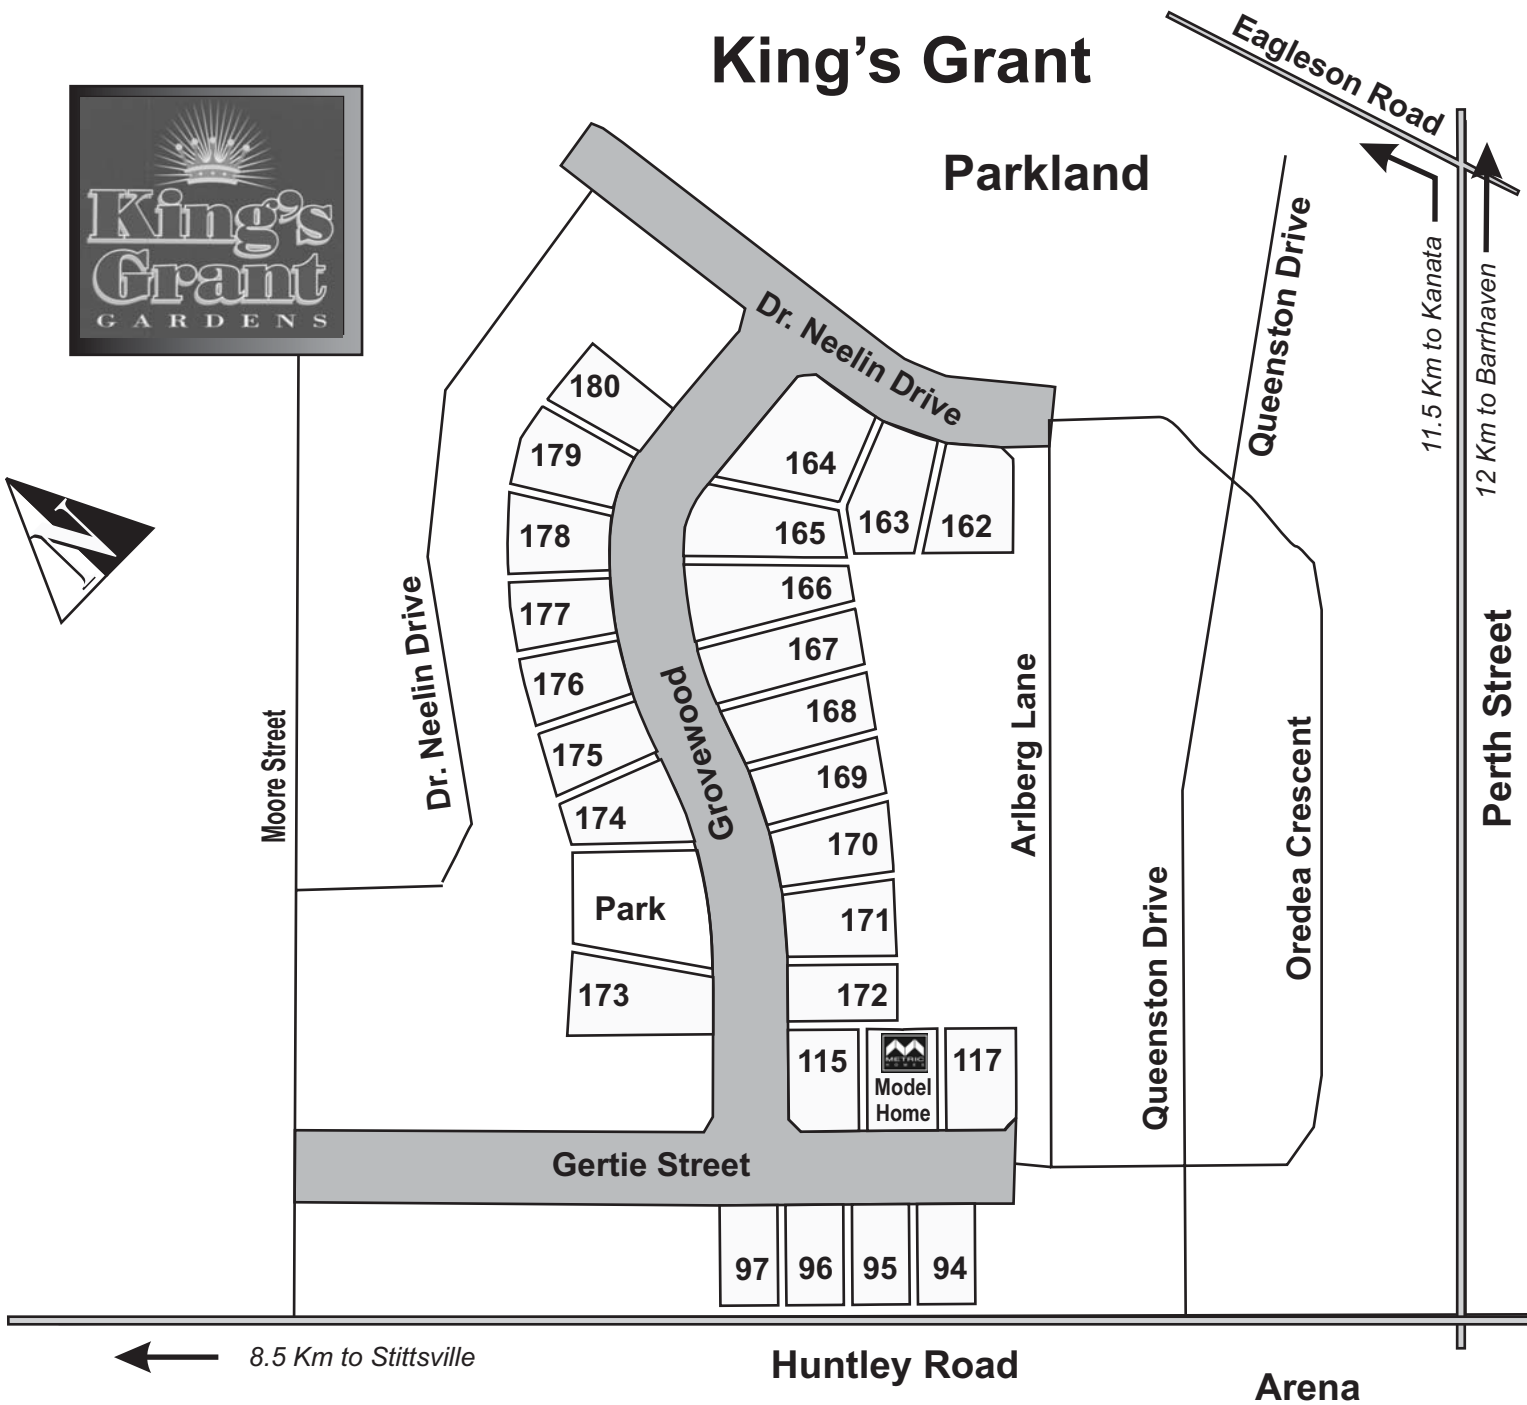 King's Grant
Eagleson Road
Parkland
King's
Grant
GARDENS
Queenston Drive
11.5 Km to Kanata
12 Km to Barrhaven
Dr. Neelin Drive
180
179
164
178
165
163
162
N
166
177
167
176
Dr. Neelin Drive
Grovewood
168
Arlberg Lane
Perth Street
175
Moore Street
169
174
170
Oredea Crescent
Park
171
Queenston Drive
173
172
115
METRIC
HOMES
Model
Home
117
Gertie Street
97
96
95
94
8.5 Km to Stittsville
Huntley Road
Arena